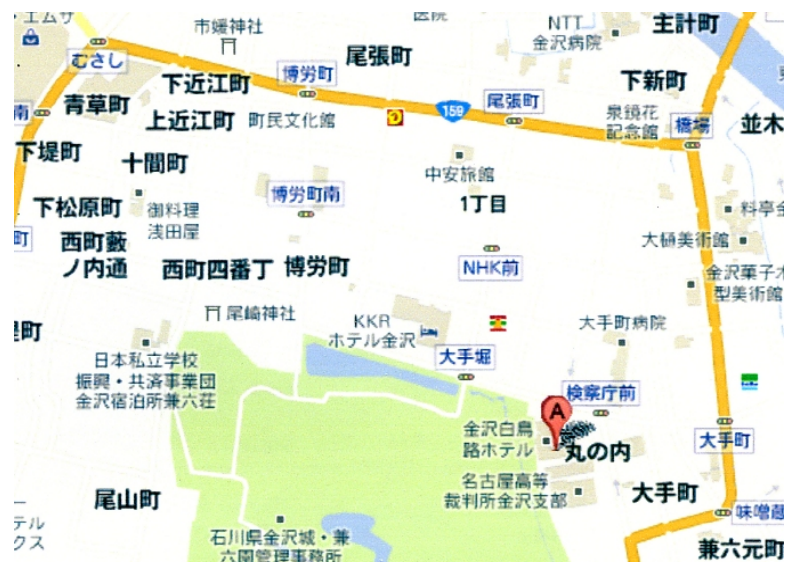 エムザ
市媛神社
医院
NTT
金沢病院
主計町
尾張町
むさし
博労町
下新町
下近江町
青草町
159
尾張町
泉鏡花
記念館
橋場
並木
南
上近江町
町民文化館
下堤町
十間町
中安旅館
博労町南
1丁目
下松原町
御料理
浅田屋
料亭金
町
西町藪
ノ内通
大樋美術館
西町四番丁
博労町
NHK前
金沢菓子木
型美術館
尾崎神社
KKR
ホテル金沢
大手町病院
堤町
日本私立学校
振興・共済事業団
金沢宿泊所兼六荘
大手堀
検察庁前
A
金沢白鳥
路ホテル
丸の内
大手町
名古屋高等
裁判所金沢支部
尾山町
大手町
テル
クス
味噌蔵
石川県金沢城・兼
六園管理事務所
兼六元町